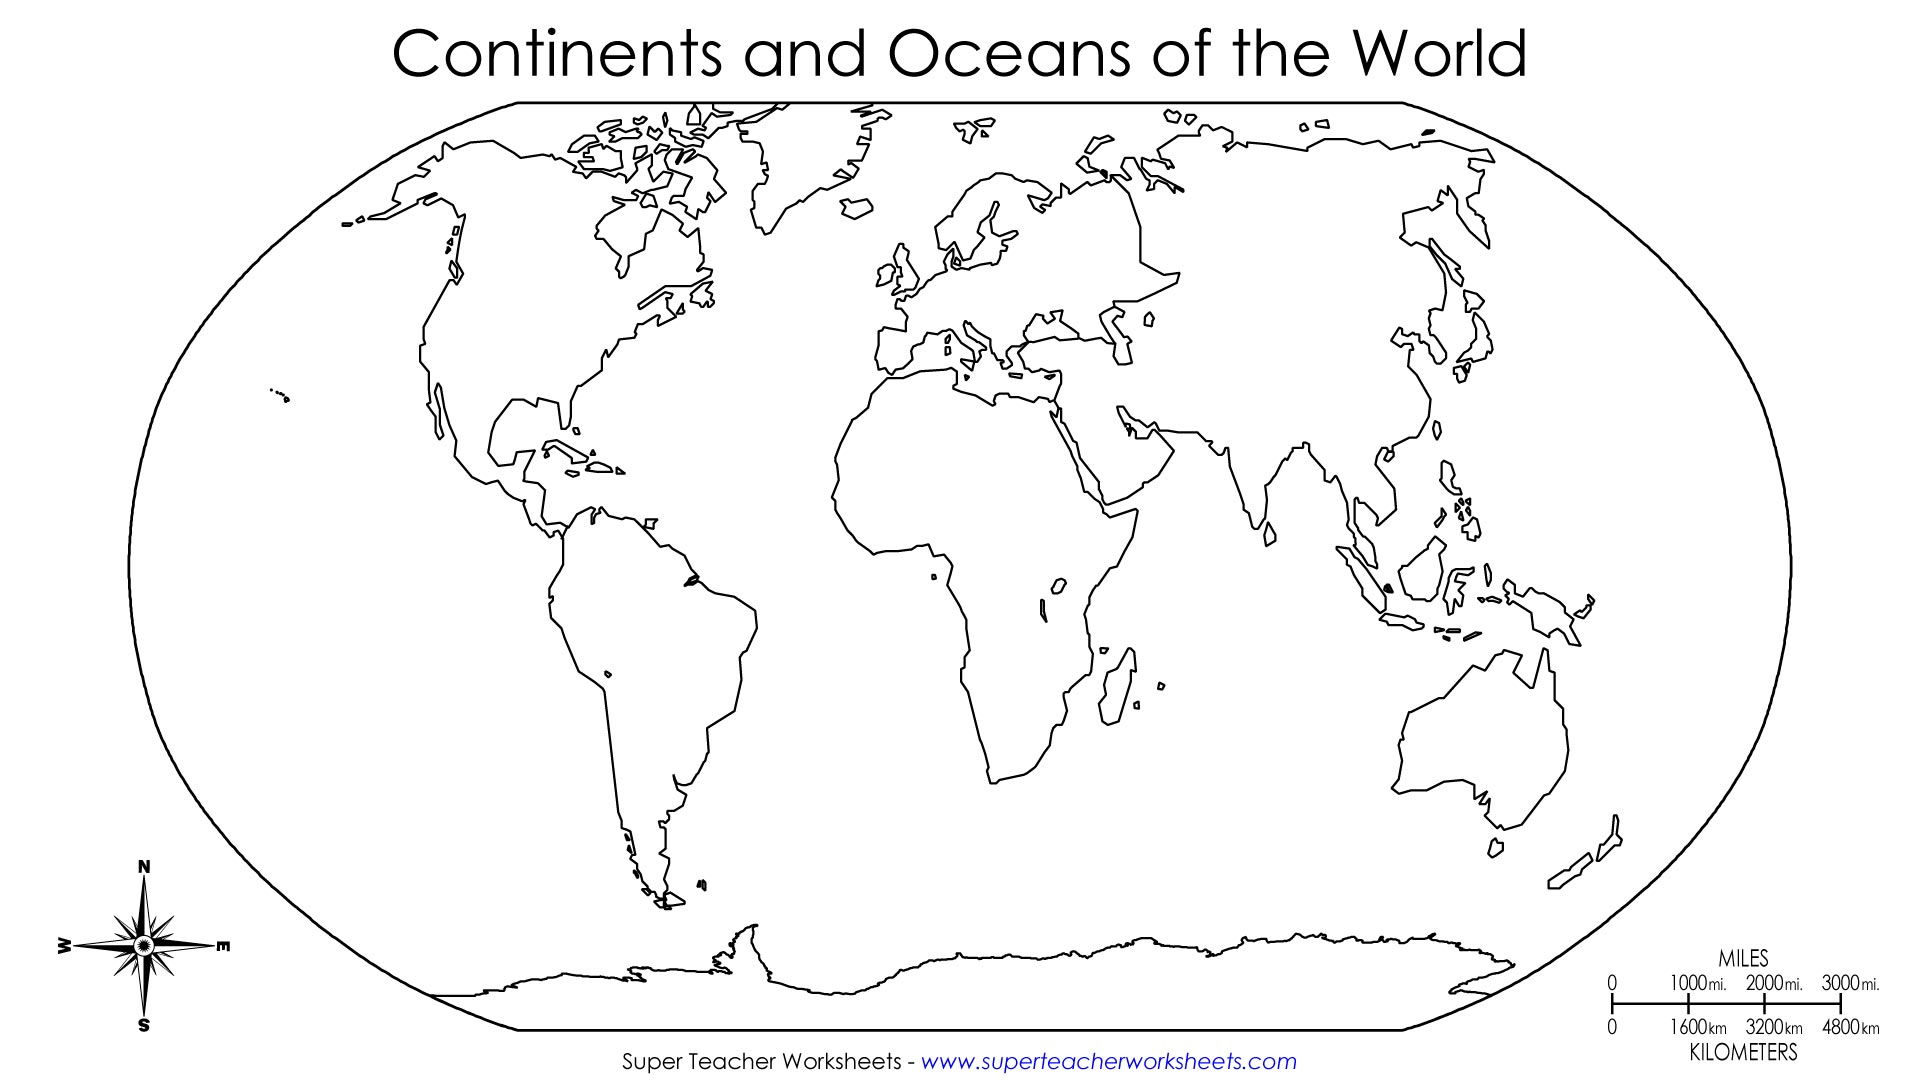 Continents and Oceans of the World
N
W
E
S
MILES
0 1000mi. 2000mi. 3000mi.
0 1600km 3200km 4800km
KILOMETERS
Super Teacher Worksheets - www.superteacherworksheets.com